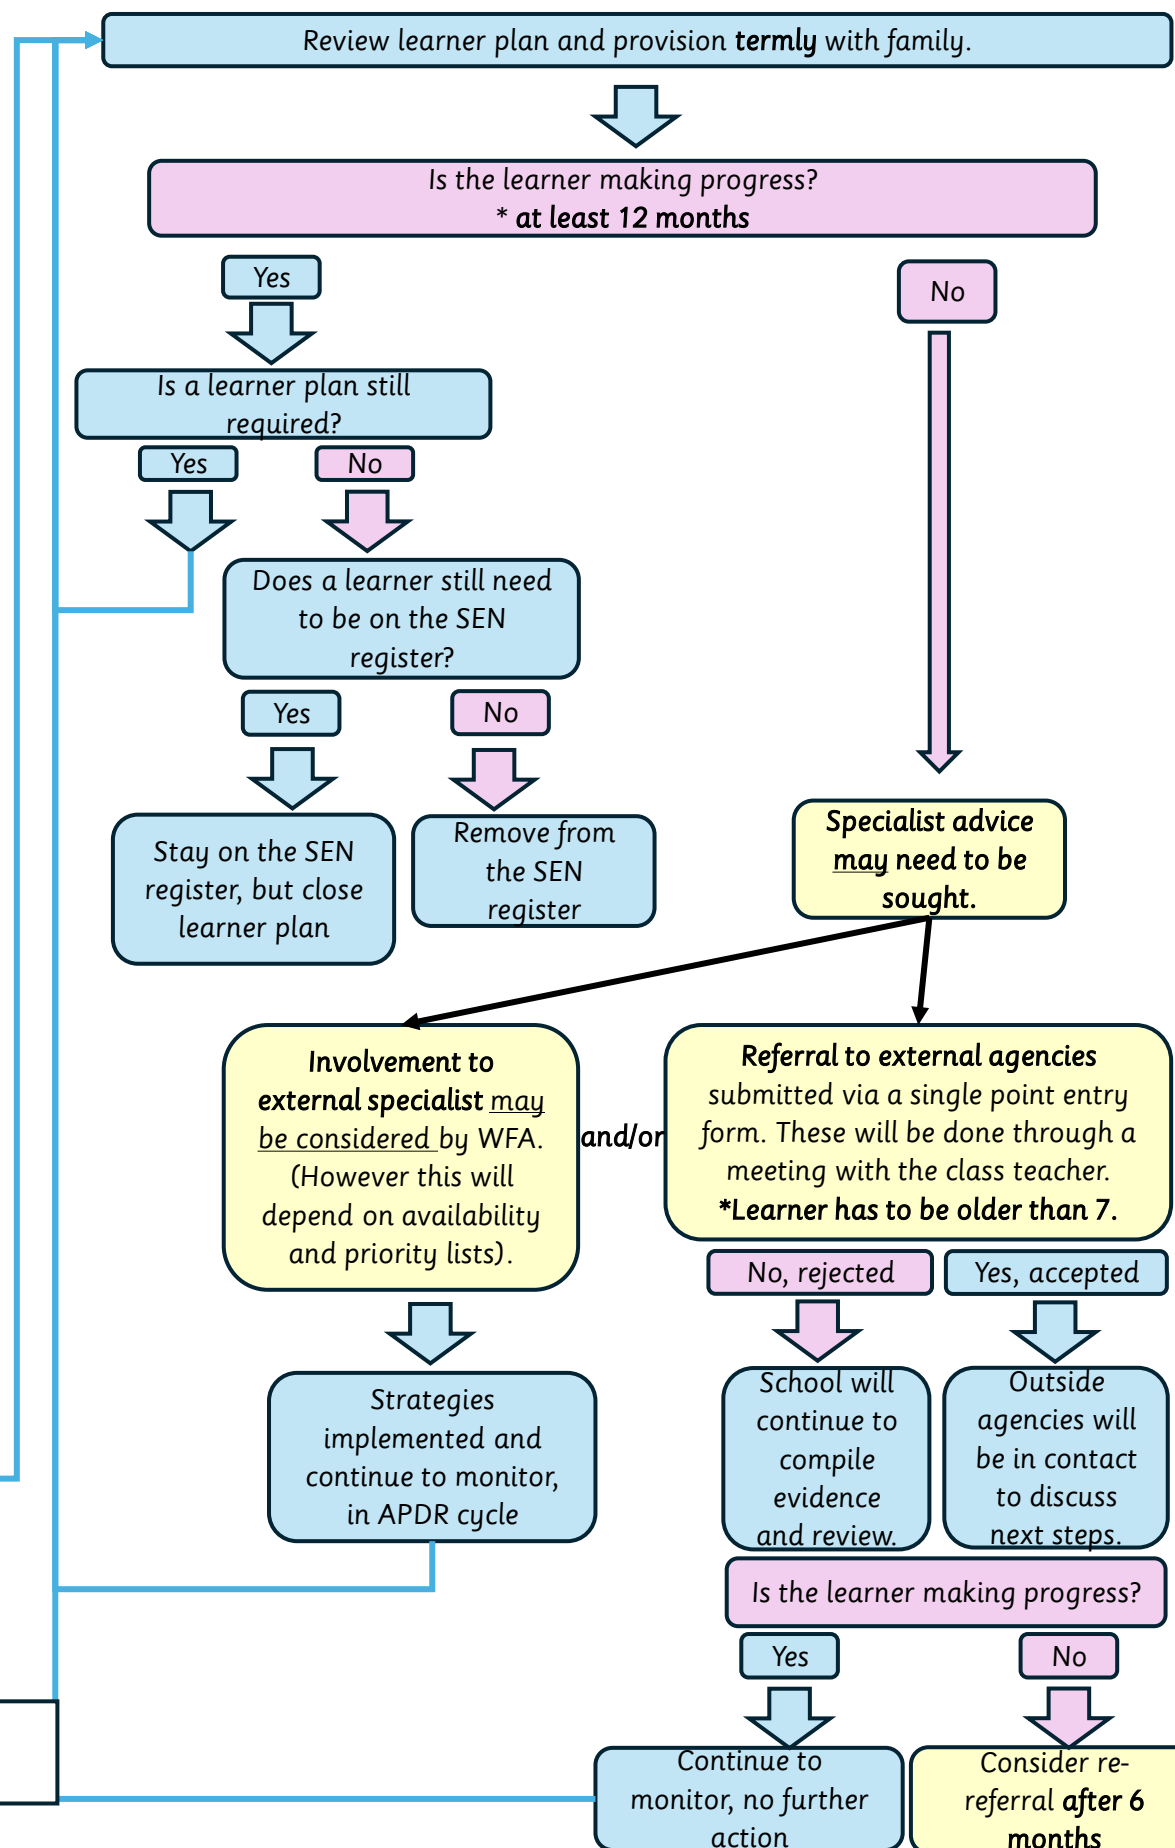 Review learner plan and provision termly with family.
Is the learner making progress?
* at least 12 months
Yes
No
Is a learner plan still
required?
Yes
No
Does a learner still need
to be on the SEN
register?
Yes
No
Stay on the SEN
register, but close
learner plan
Remove from
the SEN
register
Specialist advice
may need to be
sought.
Involvement to
external specialist may
be considered by WFA.
(However this will
depend on availability
and priority lists).
and/or
Referral to external agencies
submitted via a single point entry
form. These will be done through a
meeting with the class teacher.
*Learner has to be older than 7.
No, rejected
Yes, accepted
Strategies
implemented and
continue to monitor,
in APDR cycle
School will
continue to
compile
evidence
and review.
Outside
agencies will
be in contact
to discuss
next steps.
Is the learner making progress?
Yes
No
Continue to
monitor, no further
action
Consider re-
referral after 6
months